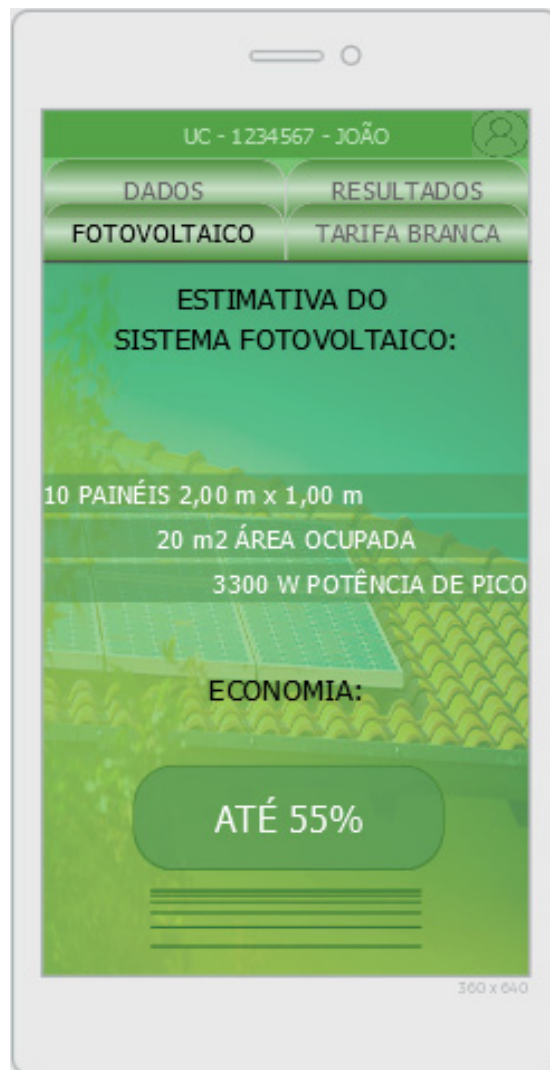 UC - 1234567 - JOÃO
DADOS
RESULTADOS
FOTOVOLTAICO
TARIFA BRANCA
ESTIMATIVA DO
SISTEMA FOTOVOLTAICO:
10 PAINÉIS 2,00 m x 1,00 m
20 m2 ÁREA OCUPADA
3300 W POTÊNCIA DE PICO
ECONOMIA:
ATÉ 55%
360 x 640